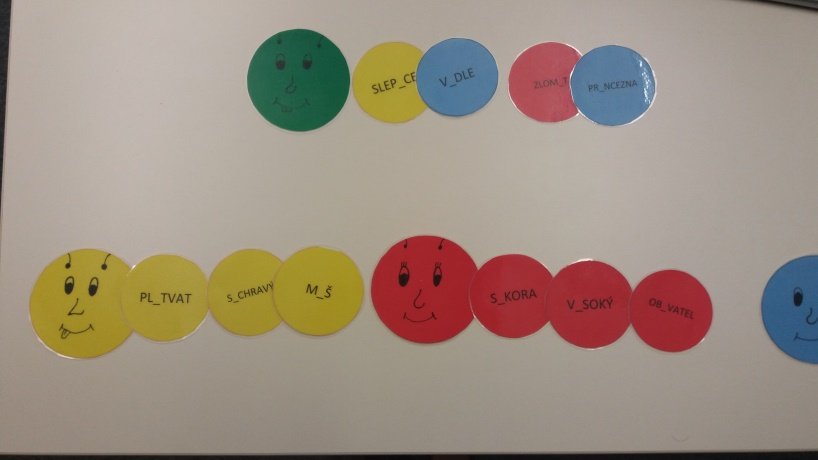 SLEP_CE
V_DLE
ZLOM_T
PR_NCEZNA
PL_TVAT
S_CHRAVÝ
M_Š
S_KORA
V_SOKÝ
OB_VATEL